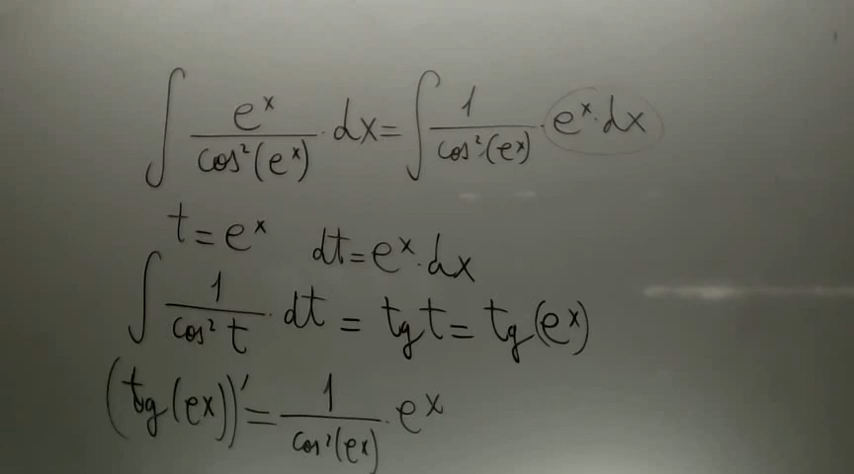 ∫ eˣ/cos²(eˣ) · dx = ∫ 1/cos²(eˣ) · eˣ · dx
t = eˣ dt = eˣ · dx
∫ 1/cos² t · dt = tg t = tg(eˣ)
(tg(eˣ))′ = 1/cos²(eˣ) · eˣ